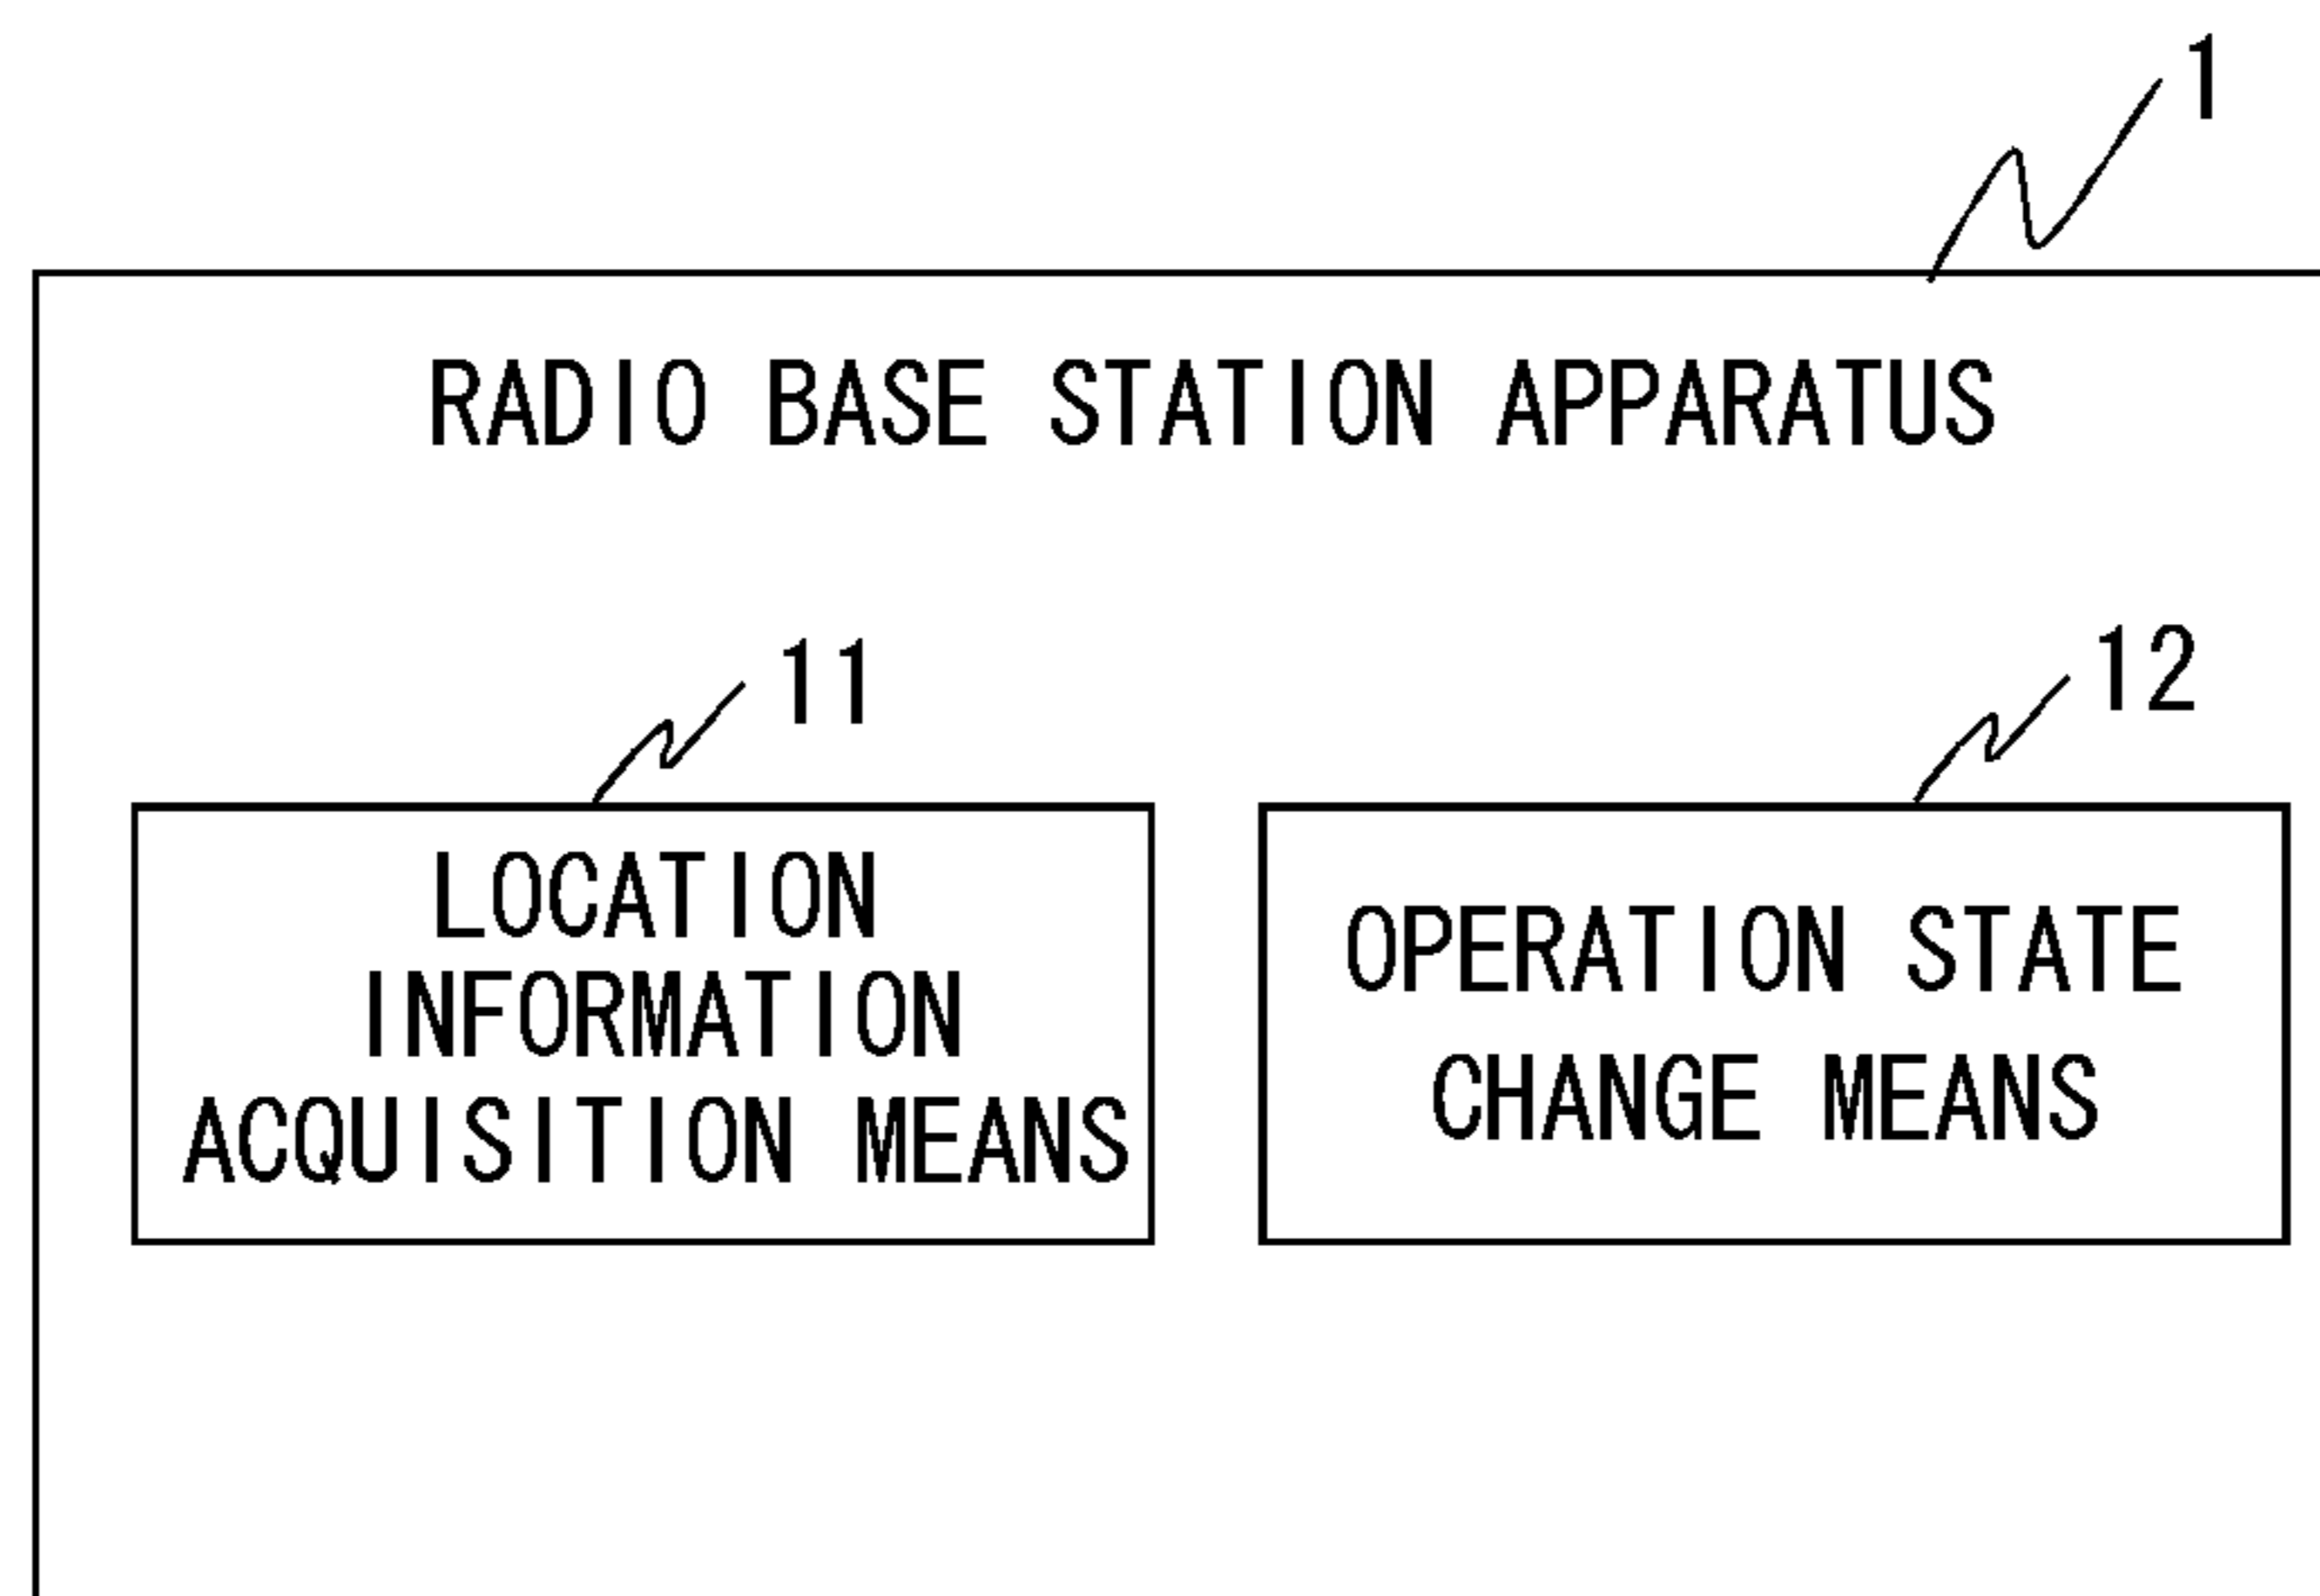 1
RADIO BASE STATION APPARATUS
11
12
LOCATION
INFORMATION
ACQUISITION MEANS
OPERATION STATE
CHANGE MEANS